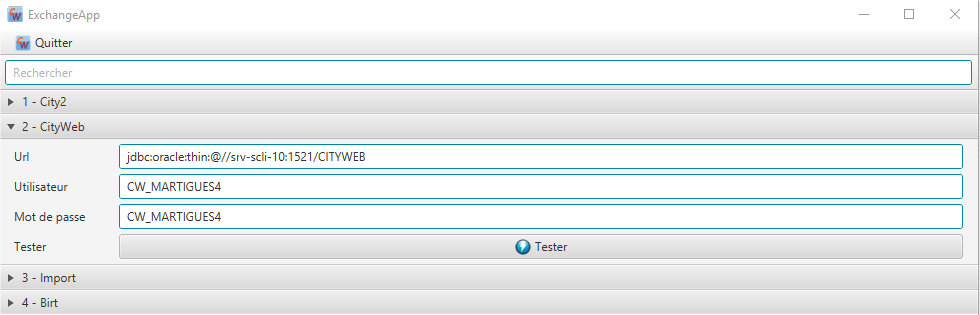 ExchangeApp
Quitter
Rechercher
1 - City2
2 - CityWeb
Url jdbc:oracle:thin:@//srv-scli-10:1521/CITYWEB
Utilisateur CW_MARTIGUES4
Mot de passe CW_MARTIGUES4
Tester Tester
3 - Import
4 - Birt